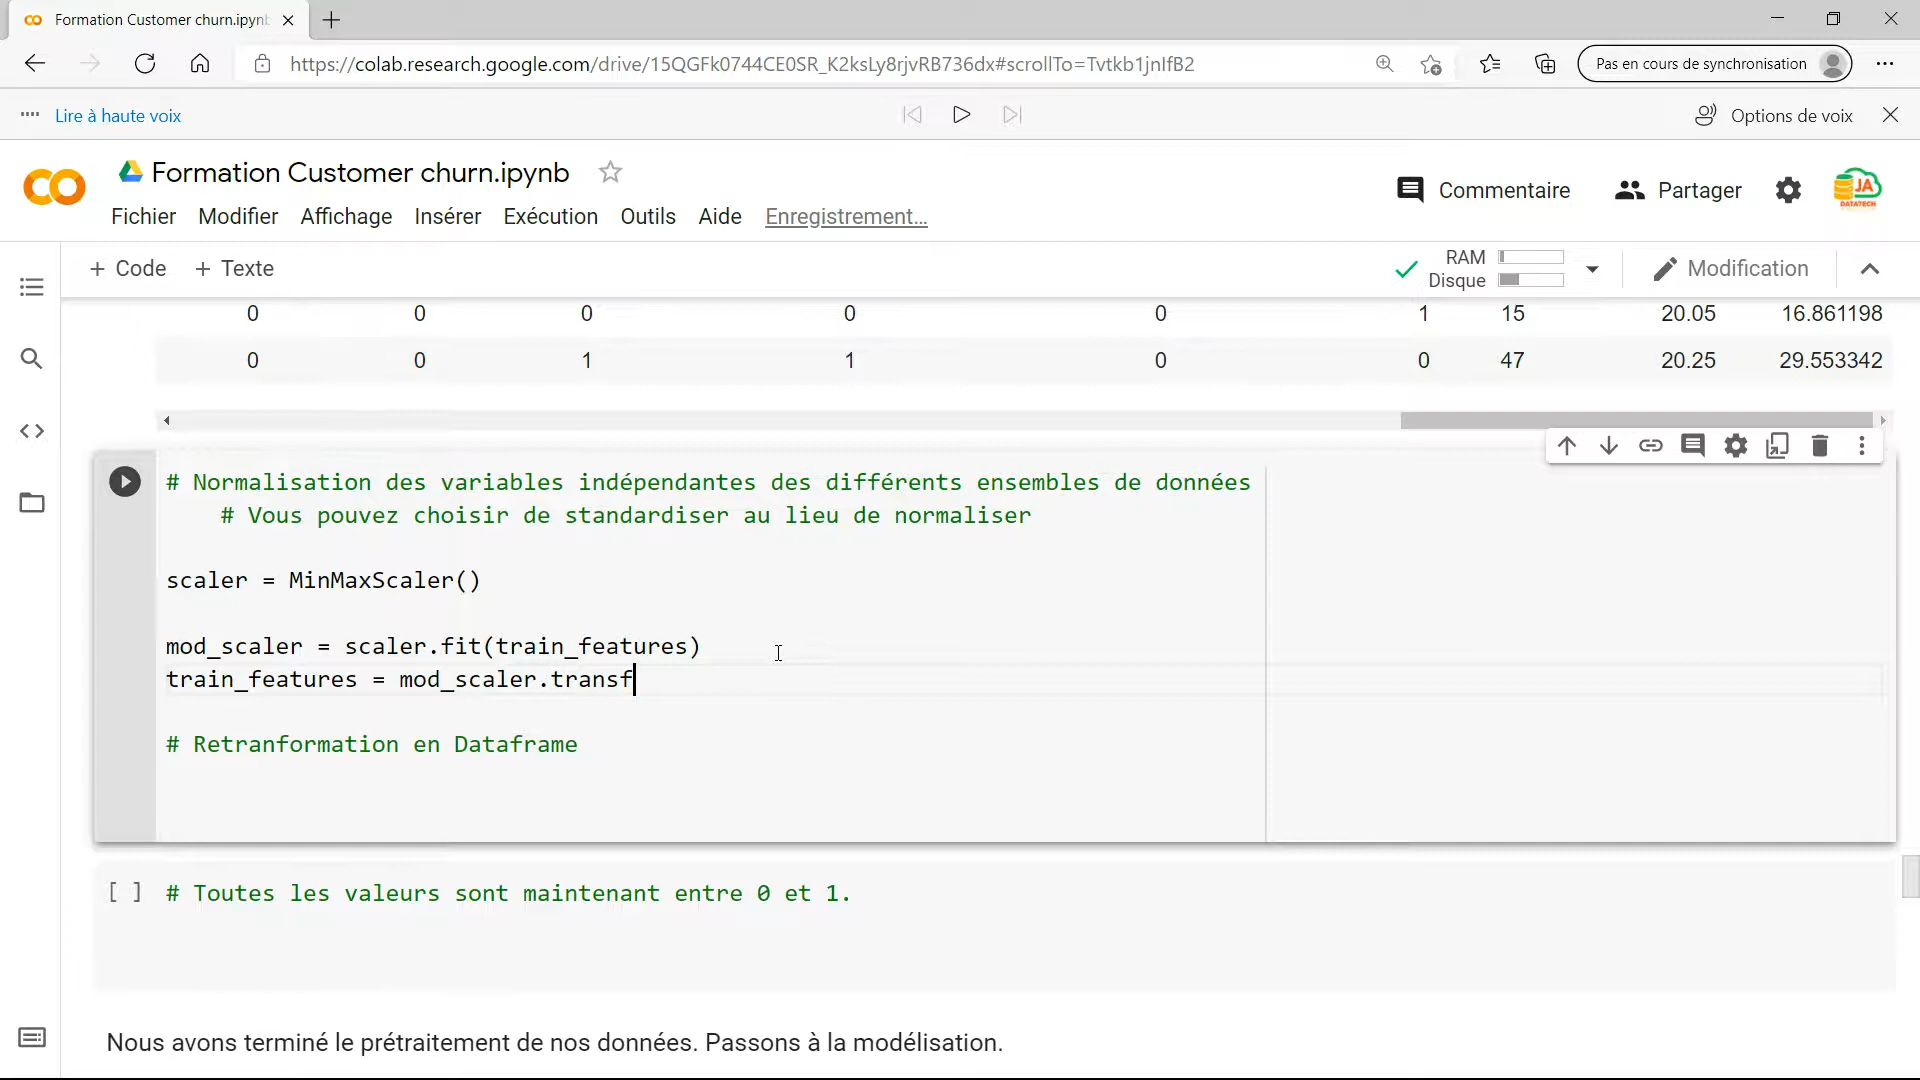 Formation Customer churn.ipynb
https://colab.research.google.com/drive/15QGFk0744CE0SR_K2ksLy8rjvRB736dx#scrollTo=Tvtkb1jnIfB2
Pas en cours de synchronisation
Lire à haute voix
Options de voix
Formation Customer churn.ipynb
Commentaire
Partager
JA
DATATECH
Fichier Modifier Affichage Insérer Exécution Outils Aide Enregistrement…
+ Code + Texte
RAM
Disque
Modification
0 0 0 0 0 1 15 20.05 16.861198
0 0 1 1 0 0 47 20.25 29.553342
# Normalisation des variables indépendantes des différents ensembles de données
# Vous pouvez choisir de standardiser au lieu de normaliser
scaler = MinMaxScaler()
mod_scaler = scaler.fit(train_features)
train_features = mod_scaler.transf
# Retranformation en Dataframe
[ ] # Toutes les valeurs sont maintenant entre 0 et 1.
Nous avons terminé le prétraitement de nos données. Passons à la modélisation.